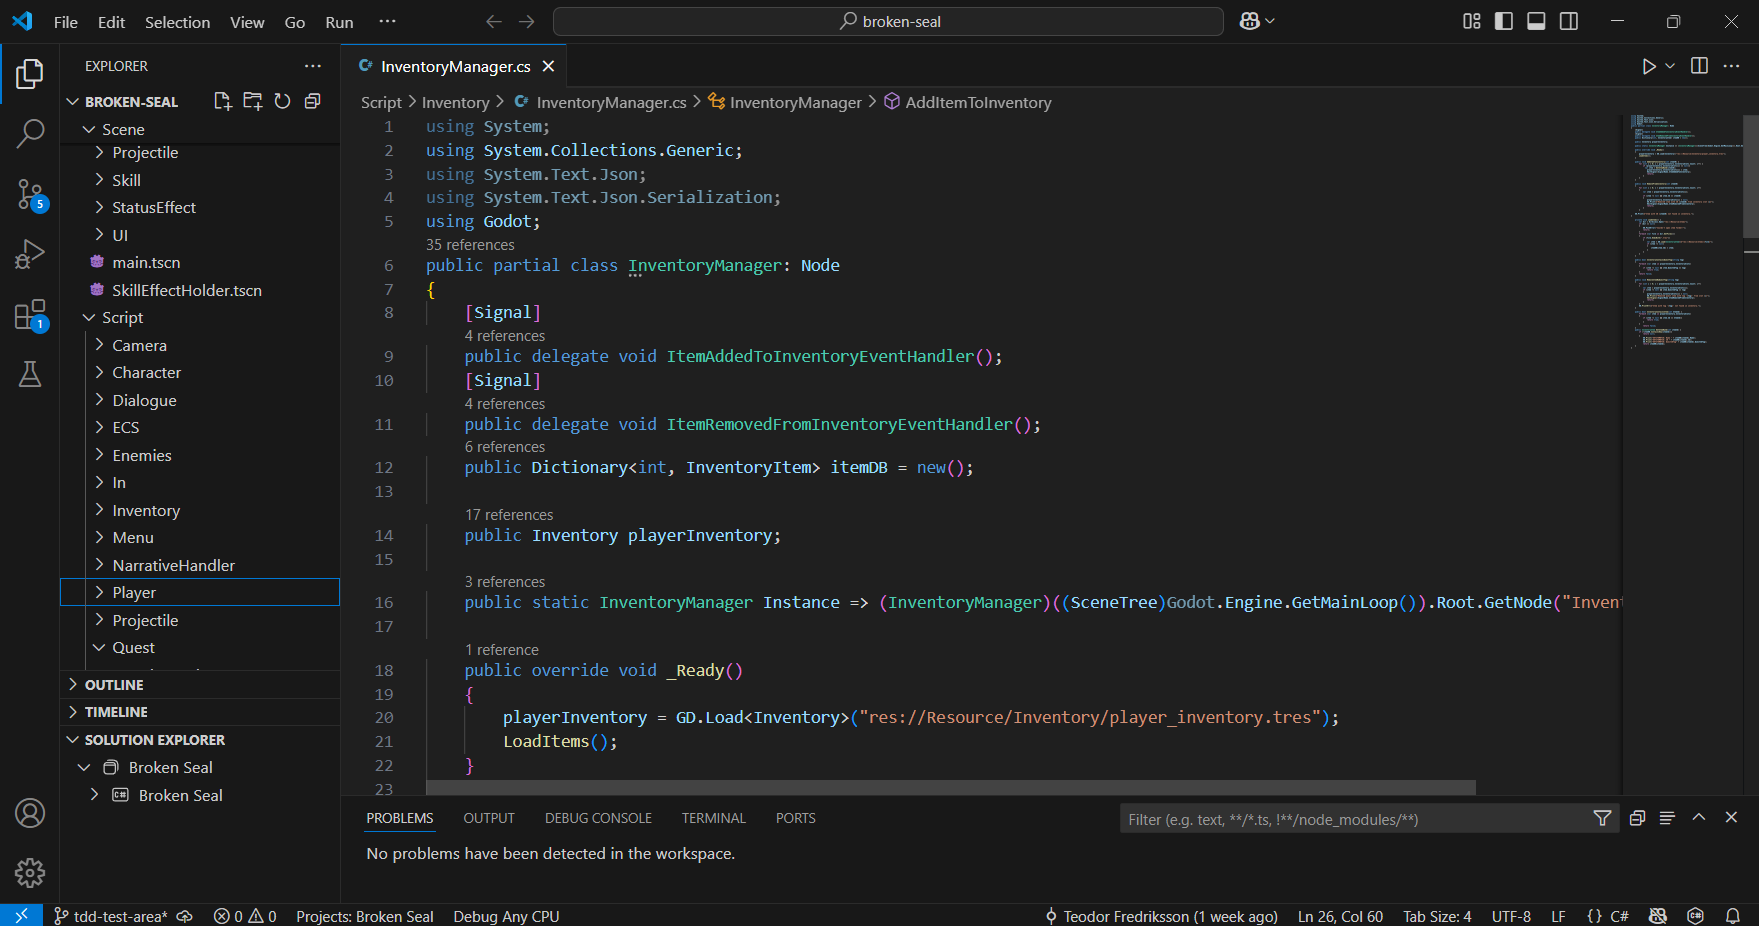 File Edit Selection View Go Run ···
broken-seal
EXPLORER
BROKEN-SEAL
Scene
Projectile
Skill
StatusEffect
UI
main.tscn
SkillEffectHolder.tscn
Script
Camera
Character
Dialogue
ECS
Enemies
In
Inventory
Menu
NarrativeHandler
Player
Projectile
Quest
OUTLINE
TIMELINE
SOLUTION EXPLORER
Broken Seal
Broken Seal
5
1
InventoryManager.cs
Script > Inventory > InventoryManager.cs > InventoryManager > AddItemToInventory
1 using System;
2 using System.Collections.Generic;
3 using System.Text.Json;
4 using System.Text.Json.Serialization;
5 using Godot;
35 references
6 public partial class InventoryManager: Node
7 {
8 [Signal]
4 references
9 public delegate void ItemAddedToInventoryEventHandler();
10 [Signal]
4 references
11 public delegate void ItemRemovedFromInventoryEventHandler();
6 references
12 public Dictionary<int, InventoryItem> itemDB = new();
13
17 references
14 public Inventory playerInventory;
15
3 references
16 public static InventoryManager Instance => (InventoryManager)((SceneTree)Godot.Engine.GetMainLoop()).Root.GetNode("Inven
17
1 reference
18 public override void _Ready()
19 {
20 playerInventory = GD.Load<Inventory>("res://Resource/Inventory/player_inventory.tres");
21 LoadItems();
22 }
23
PROBLEMS OUTPUT DEBUG CONSOLE TERMINAL PORTS
Filter (e.g. text, **/*.ts, !**/node_modules/**)
No problems have been detected in the workspace.
tdd-test-area* 0 0 Projects: Broken Seal Debug Any CPU
Teodor Fredriksson (1 week ago) Ln 26, Col 60 Tab Size: 4 UTF-8 LF {} C#